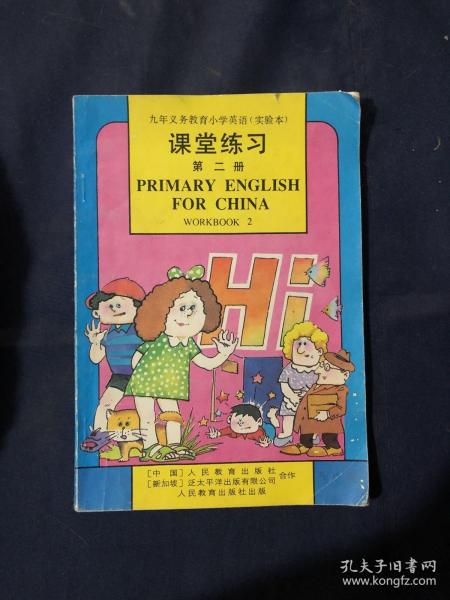 九年义务教育小学英语(实验本)
课堂练习
第二册
PRIMARY ENGLISH
FOR CHINA
WORKBOOK 2
Hi
[中国]人民教育出版社
[新加坡]泛太平洋出版有限公司 合作
人民教育出版社出版
孔夫子旧书网
www.kongfz.com